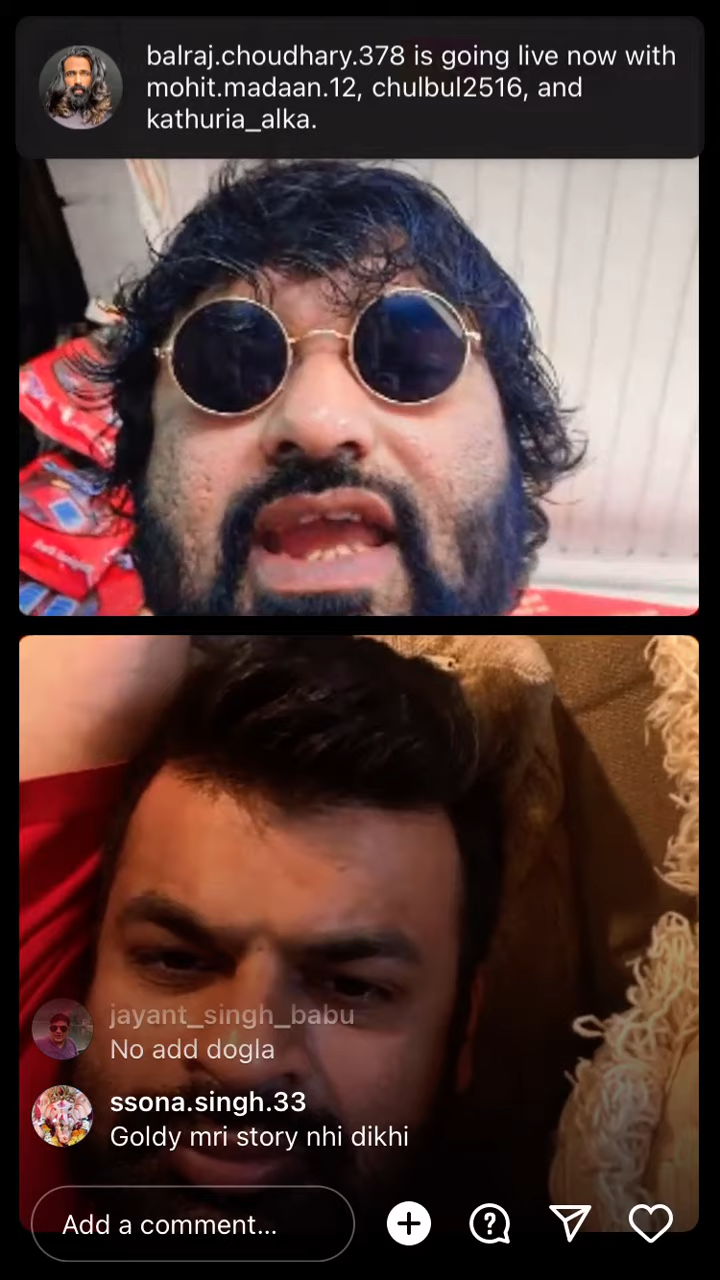 balraj.choudhary.378 is going live now with
mohit.madaan.12, chulbul2516, and
kathuria_alka.
jayant_singh_babu
No add dogla
ssona.singh.33
Goldy mri story nhi dikhi
Add a comment...